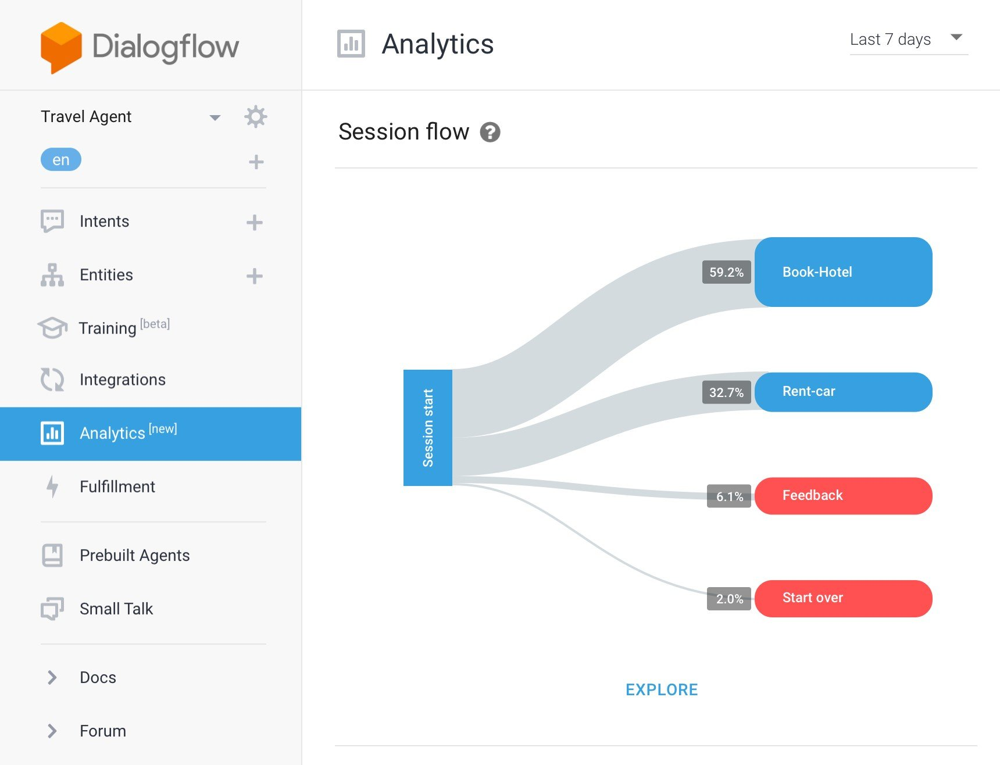 Dialogflow
Analytics
Last 7 days
Travel Agent
en
Intents
Entities
Training [beta]
Integrations
Analytics [new]
Fulfillment
Prebuilt Agents
Small Talk
Docs
Forum
Session flow ?
Session start
59.2% Book-Hotel
32.7% Rent-car
6.1% Feedback
2.0% Start over
EXPLORE